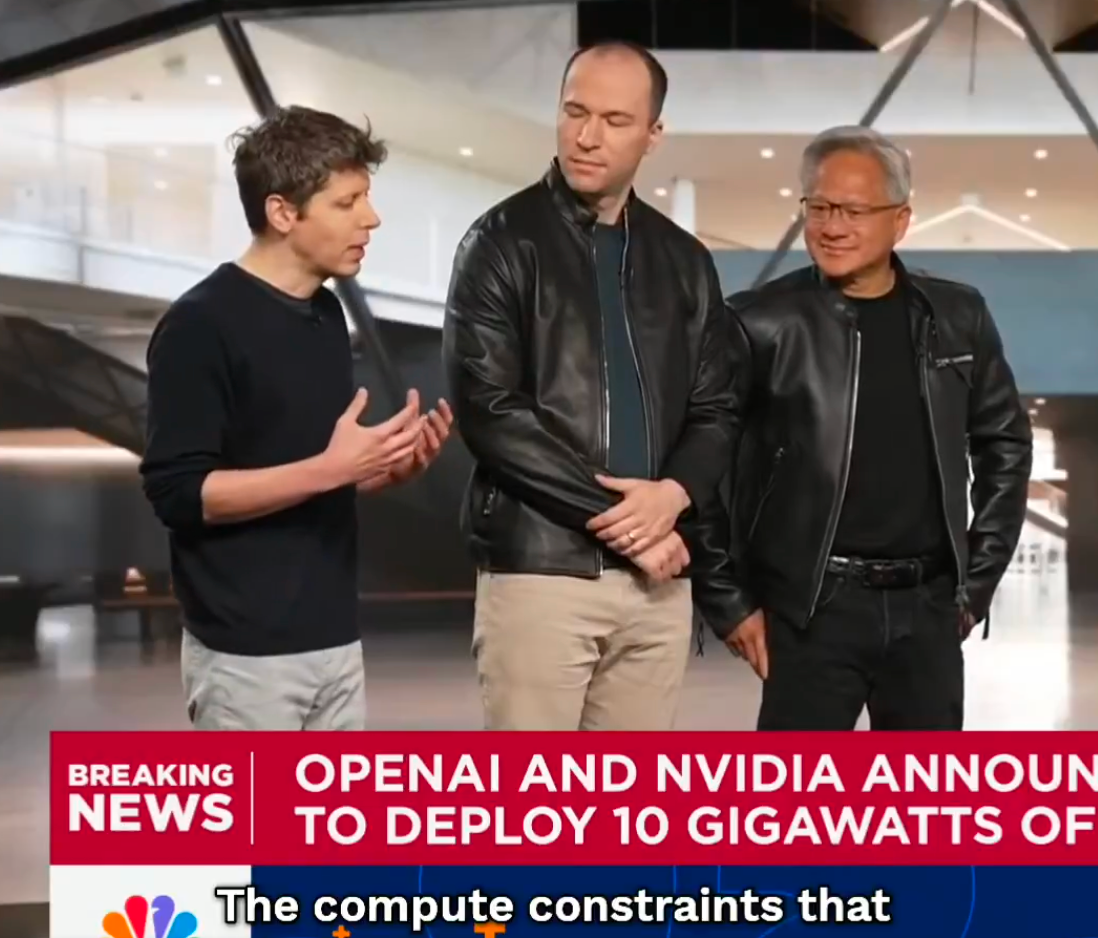 BREAKING
NEWS
OPENAI AND NVIDIA ANNOUN
TO DEPLOY 10 GIGAWATTS OF
The compute constraints that